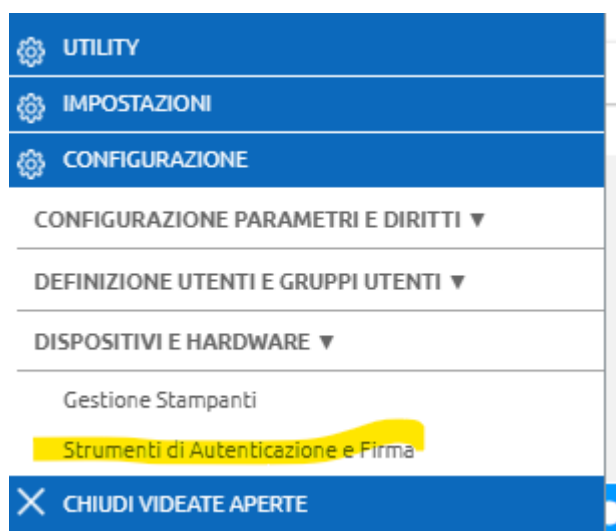 UTILITY
IMPOSTAZIONI
CONFIGURAZIONE
CONFIGURAZIONE PARAMETRI E DIRITTI ▼
DEFINIZIONE UTENTI E GRUPPI UTENTI ▼
DISPOSITIVI E HARDWARE ▼
Gestione Stampanti
Strumenti di Autenticazione e Firma
CHIUDI VIDEATE APERTE